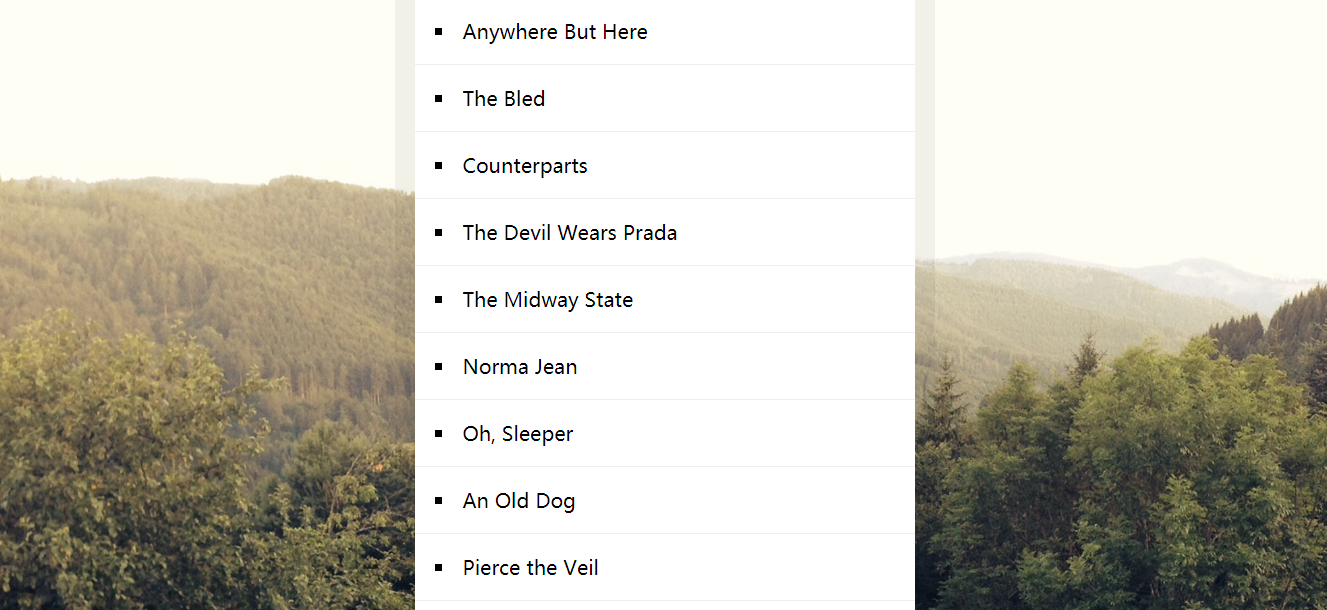 Anywhere But Here
The Bled
Counterparts
The Devil Wears Prada
The Midway State
Norma Jean
Oh, Sleeper
An Old Dog
Pierce the Veil